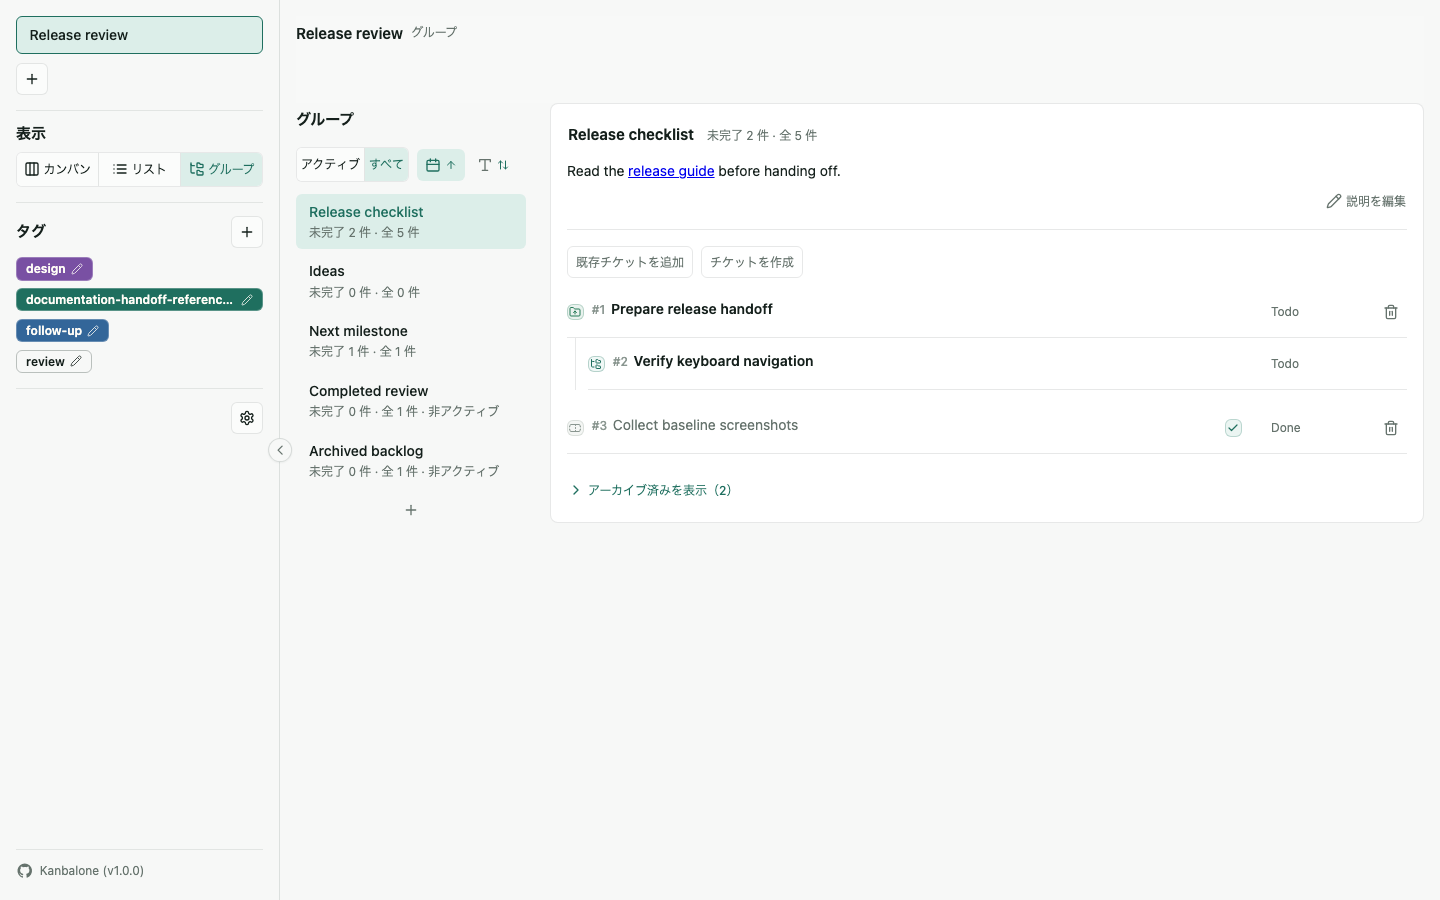 Release review
表示
カンバン リスト グループ
タグ
design
documentation-handoff-referenc...
follow-up
review
Kanbalone (v1.0.0)
Release review グループ
グループ
アクティブ すべて
Release checklist
未完了 2 件 · 全 5 件
Ideas
未完了 0 件 · 全 0 件
Next milestone
未完了 1 件 · 全 1 件
Completed review
未完了 0 件 · 全 1 件 · 非アクティブ
Archived backlog
未完了 0 件 · 全 1 件 · 非アクティブ
Release checklist 未完了 2 件 · 全 5 件
Read the release guide before handing off.
説明を編集
既存チケットを追加 チケットを作成
#1 Prepare release handoff Todo
#2 Verify keyboard navigation Todo
#3 Collect baseline screenshots Done
アーカイブ済みを表示（2）